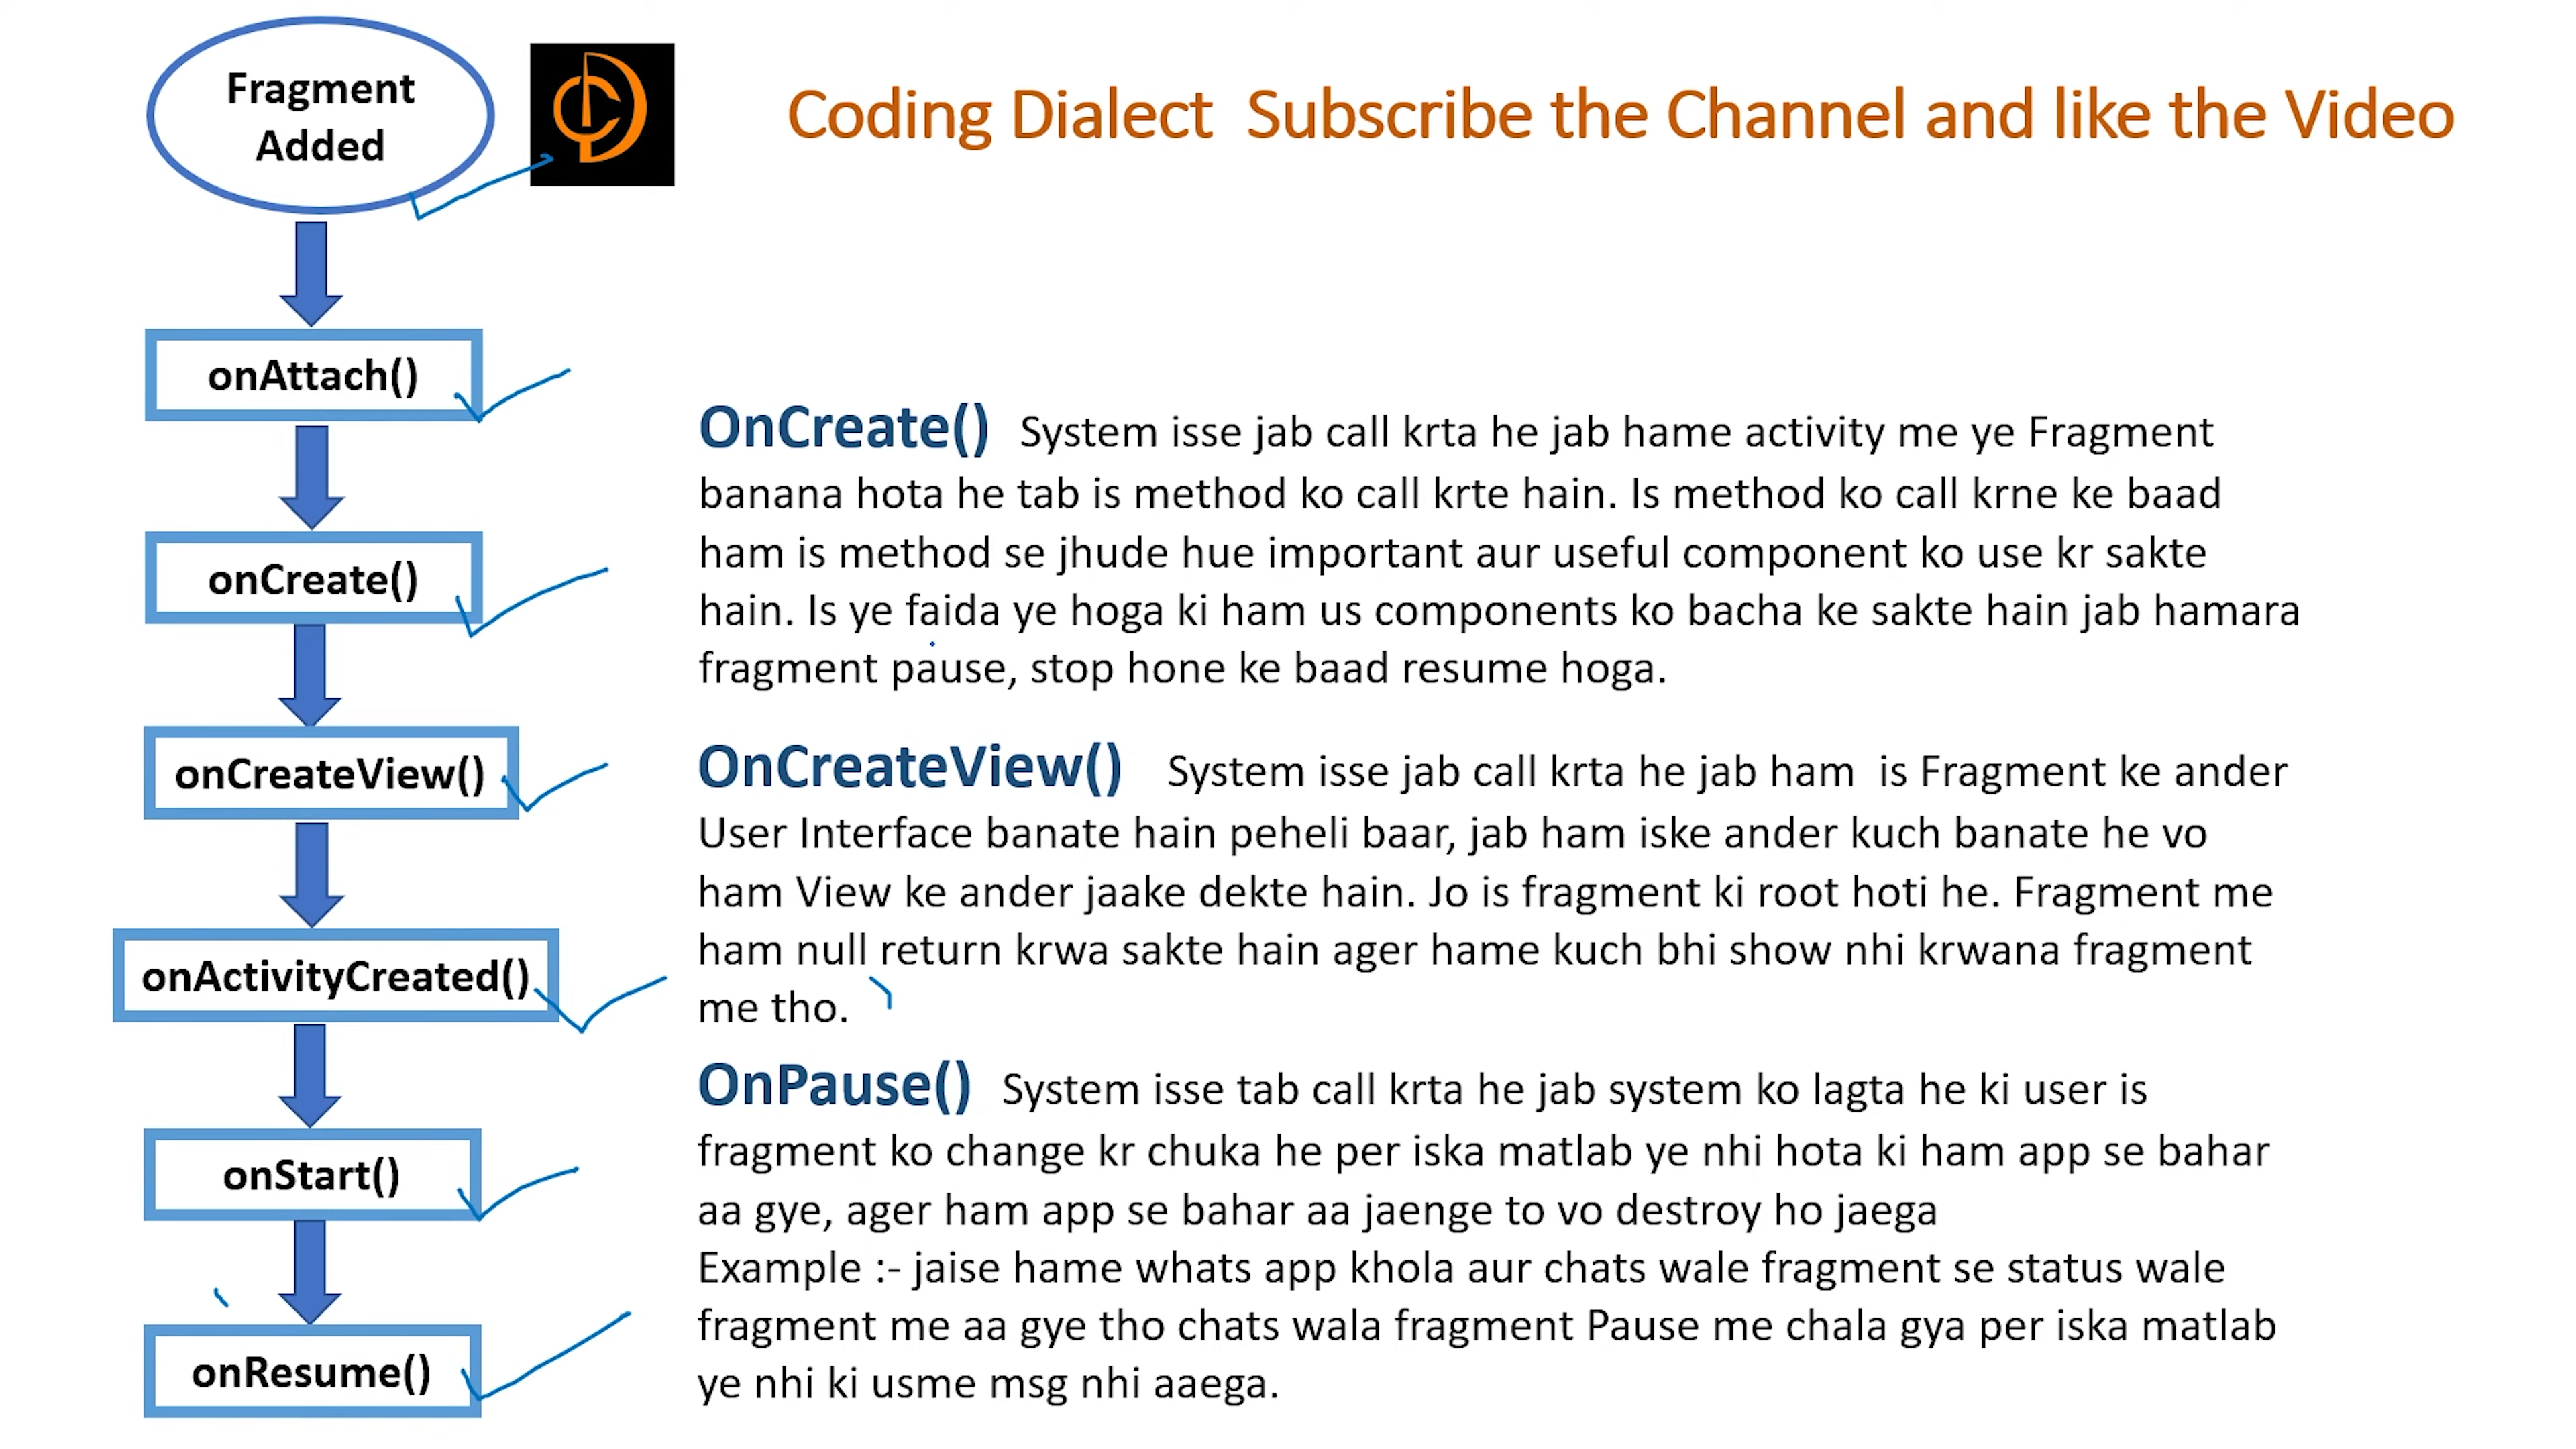 Fragment
Added
Coding Dialect  Subscribe the Channel and like the Video
onAttach()
onCreate()
onCreateView()
onActivityCreated()
onStart()
onResume()
OnCreate()  System isse jab call krta he jab hame activity me ye Fragment
banana hota he tab is method ko call krte hain. Is method ko call krne ke baad
ham is method se jhude hue important aur useful component ko use kr sakte
hain. Is ye faida ye hoga ki ham us components ko bacha ke sakte hain jab hamara
fragment pause, stop hone ke baad resume hoga.
OnCreateView()  System isse jab call krta he jab ham  is Fragment ke ander
User Interface banate hain peheli baar, jab ham iske ander kuch banate he vo
ham View ke ander jaake dekte hain. Jo is fragment ki root hoti he. Fragment me
ham null return krwa sakte hain ager hame kuch bhi show nhi krwana fragment
me tho.
OnPause()  System isse tab call krta he jab system ko lagta he ki user is
fragment ko change kr chuka he per iska matlab ye nhi hota ki ham app se bahar
aa gye, ager ham app se bahar aa jaenge to vo destroy ho jaega
Example :- jaise hame whats app khola aur chats wale fragment se status wale
fragment me aa gye tho chats wala fragment Pause me chala gya per iska matlab
ye nhi ki usme msg nhi aaega.